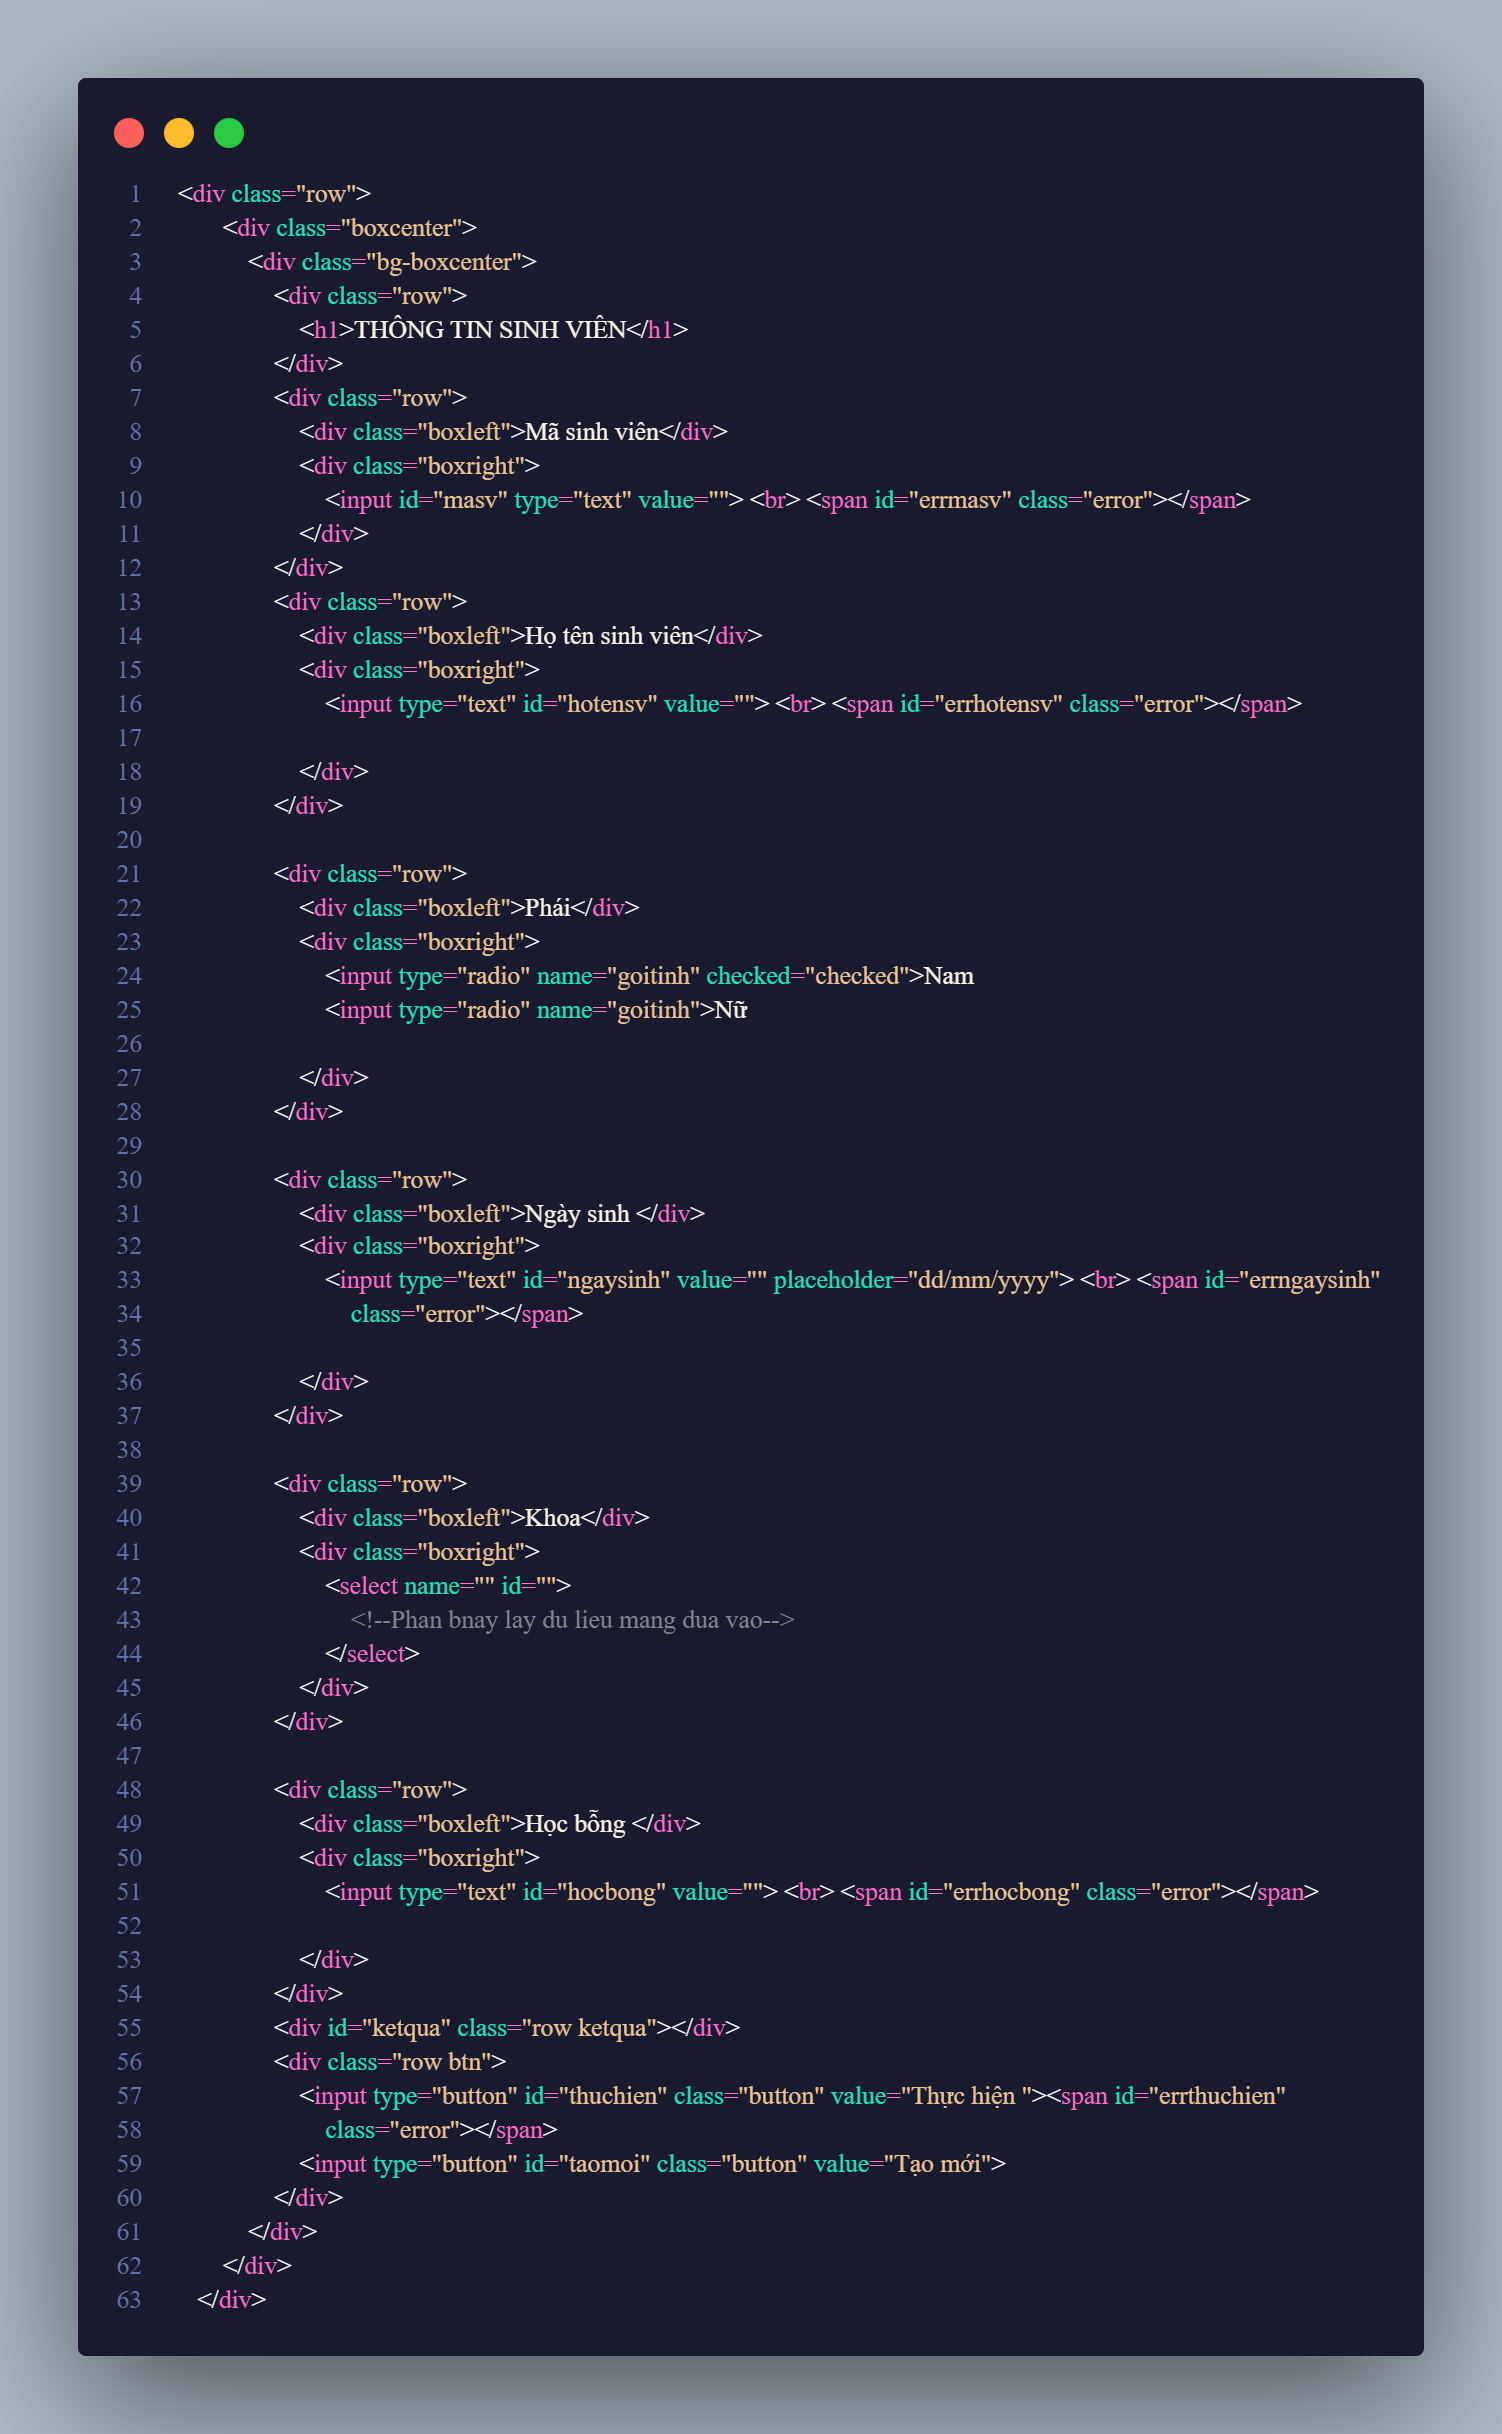 1 <div class="row">
2 <div class="boxcenter">
3 <div class="bg-boxcenter">
4 <div class="row">
5 <h1>THÔNG TIN SINH VIÊN</h1>
6 </div>
7 <div class="row">
8 <div class="boxleft">Mã sinh viên</div>
9 <div class="boxright">
10 <input id="masv" type="text" value=""> <br> <span id="errmasv" class="error"></span>
11 </div>
12 </div>
13 <div class="row">
14 <div class="boxleft">Họ tên sinh viên</div>
15 <div class="boxright">
16 <input type="text" id="hotensv" value=""> <br> <span id="errhotensv" class="error"></span>
17
18 </div>
19 </div>
20
21 <div class="row">
22 <div class="boxleft">Phái</div>
23 <div class="boxright">
24 <input type="radio" name="goitinh" checked="checked">Nam
25 <input type="radio" name="goitinh">Nữ
26
27 </div>
28 </div>
29
30 <div class="row">
31 <div class="boxleft">Ngày sinh </div>
32 <div class="boxright">
33 <input type="text" id="ngaysinh" value="" placeholder="dd/mm/yyyy"> <br> <span id="errngaysinh"
34 class="error"></span>
35
36 </div>
37 </div>
38
39 <div class="row">
40 <div class="boxleft">Khoa</div>
41 <div class="boxright">
42 <select name="" id="">
43 <!--Phan bnay lay du lieu mang dua vao-->
44 </select>
45 </div>
46 </div>
47
48 <div class="row">
49 <div class="boxleft">Học bỗng </div>
50 <div class="boxright">
51 <input type="text" id="hocbong" value=""> <br> <span id="errhocbong" class="error"></span>
52
53 </div>
54 </div>
55 <div id="ketqua" class="row ketqua"></div>
56 <div class="row btn">
57 <input type="button" id="thuchien" class="button" value="Thực hiện "><span id="errthuchien"
58 class="error"></span>
59 <input type="button" id="taomoi" class="button" value="Tạo mới">
60 </div>
61 </div>
62 </div>
63 </div>